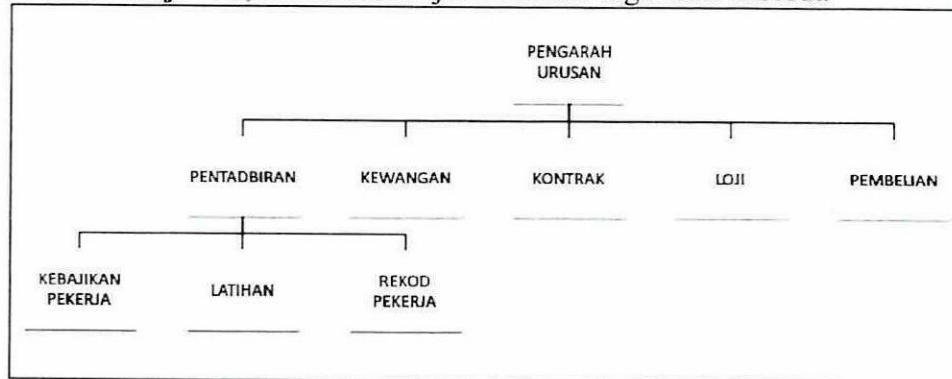 PENGARAH
URUSAN
PENTADBIRAN
KEWANGAN
KONTRAK
LOJI
PEMBELIAN
KEBAJIKAN
PEKERJA
LATIHAN
REKOD
PEKERJA